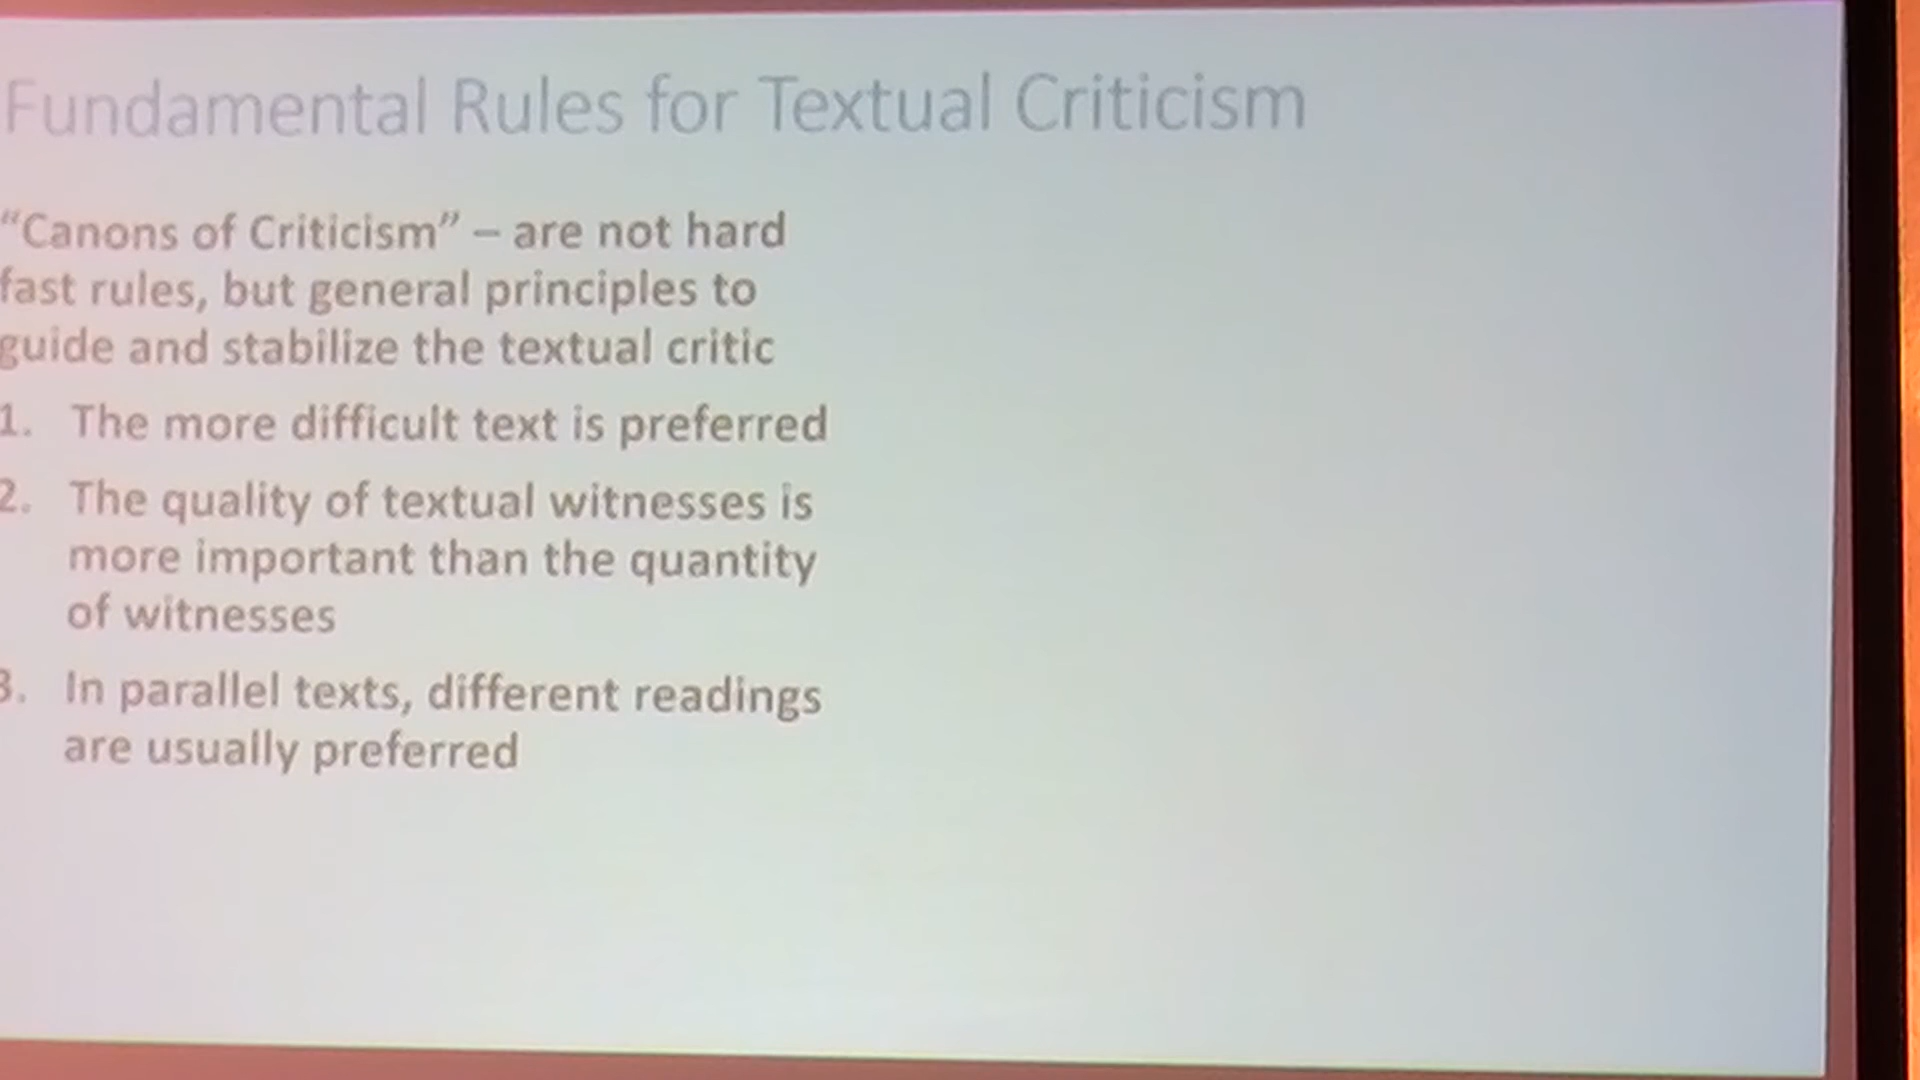 Fundamental Rules for Textual Criticism
“Canons of Criticism” – are not hard
fast rules, but general principles to
guide and stabilize the textual critic
1. The more difficult text is preferred
2. The quality of textual witnesses is
more important than the quantity
of witnesses
3. In parallel texts, different readings
are usually preferred